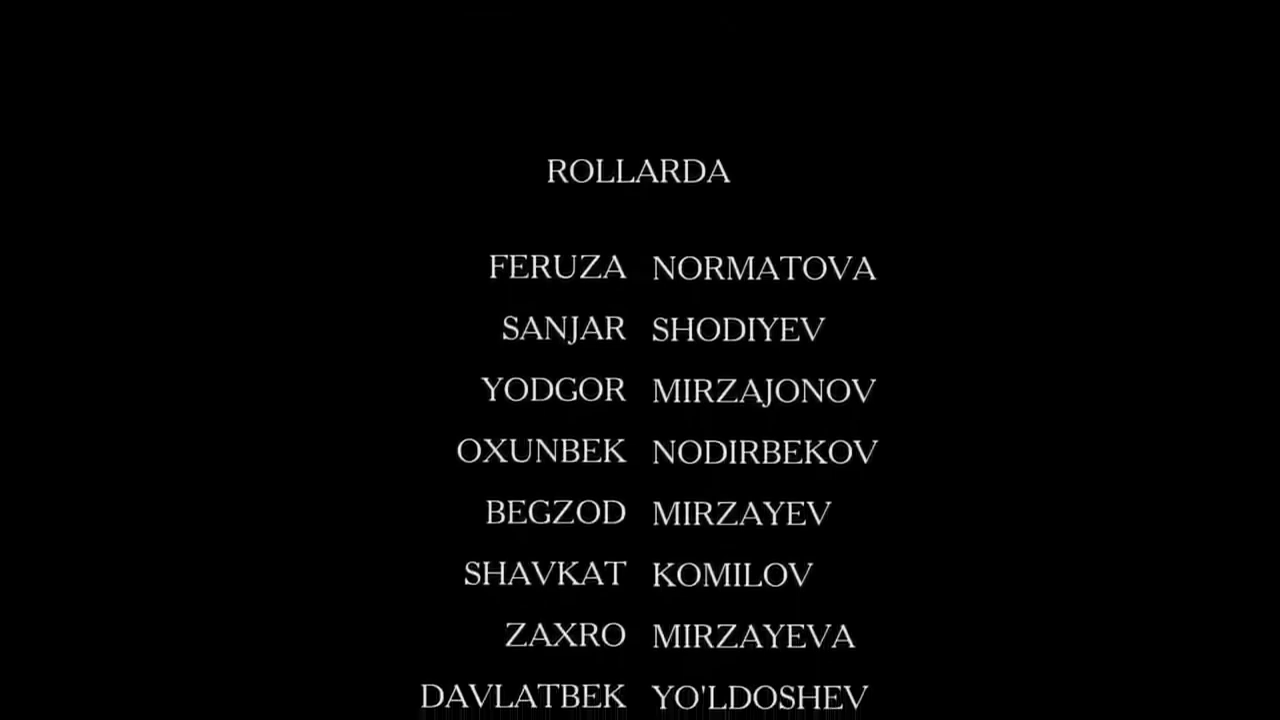 ROLLARDA
FERUZA NORMATOVA
SANJAR SHODIYEV
YODGOR MIRZAJONOV
OXUNBEK NODIRBEKOV
BEGZOD MIRZAYEV
SHAVKAT KOMILOV
ZAXRO MIRZAYEVA
DAVLATBEK YO'LDOSHEV